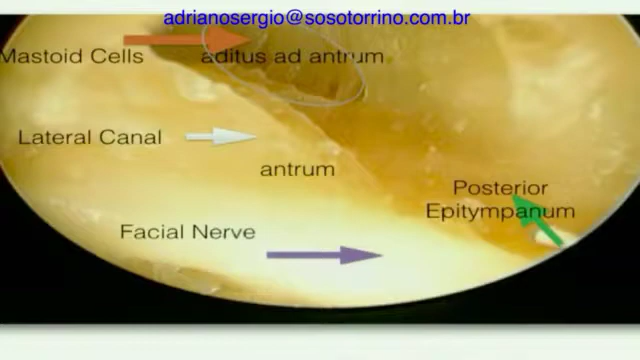 adrianosergio@sosotorrino.com.br
Mastoid Cells
aditus ad antrum
Lateral Canal
antrum
Posterior
Epitympanum
Facial Nerve